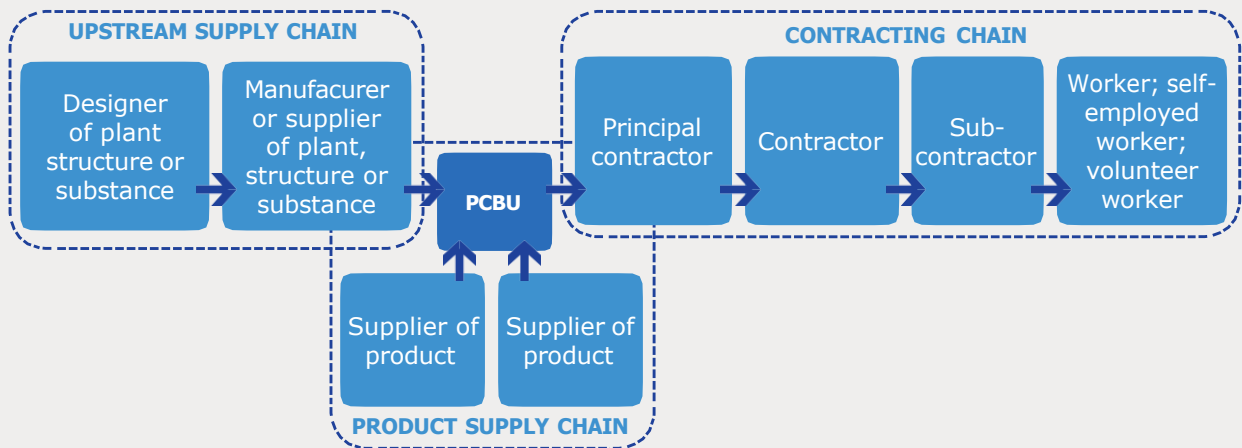 UPSTREAM SUPPLY CHAIN
Designer
of plant
structure or
substance
Manufacurer
or supplier
of plant,
structure or
substance
PCBU
CONTRACTING CHAIN
Principal
contractor
Contractor
Sub-
contractor
Worker; self-
employed
worker;
volunteer
worker
Supplier of
product
Supplier of
product
PRODUCT SUPPLY CHAIN